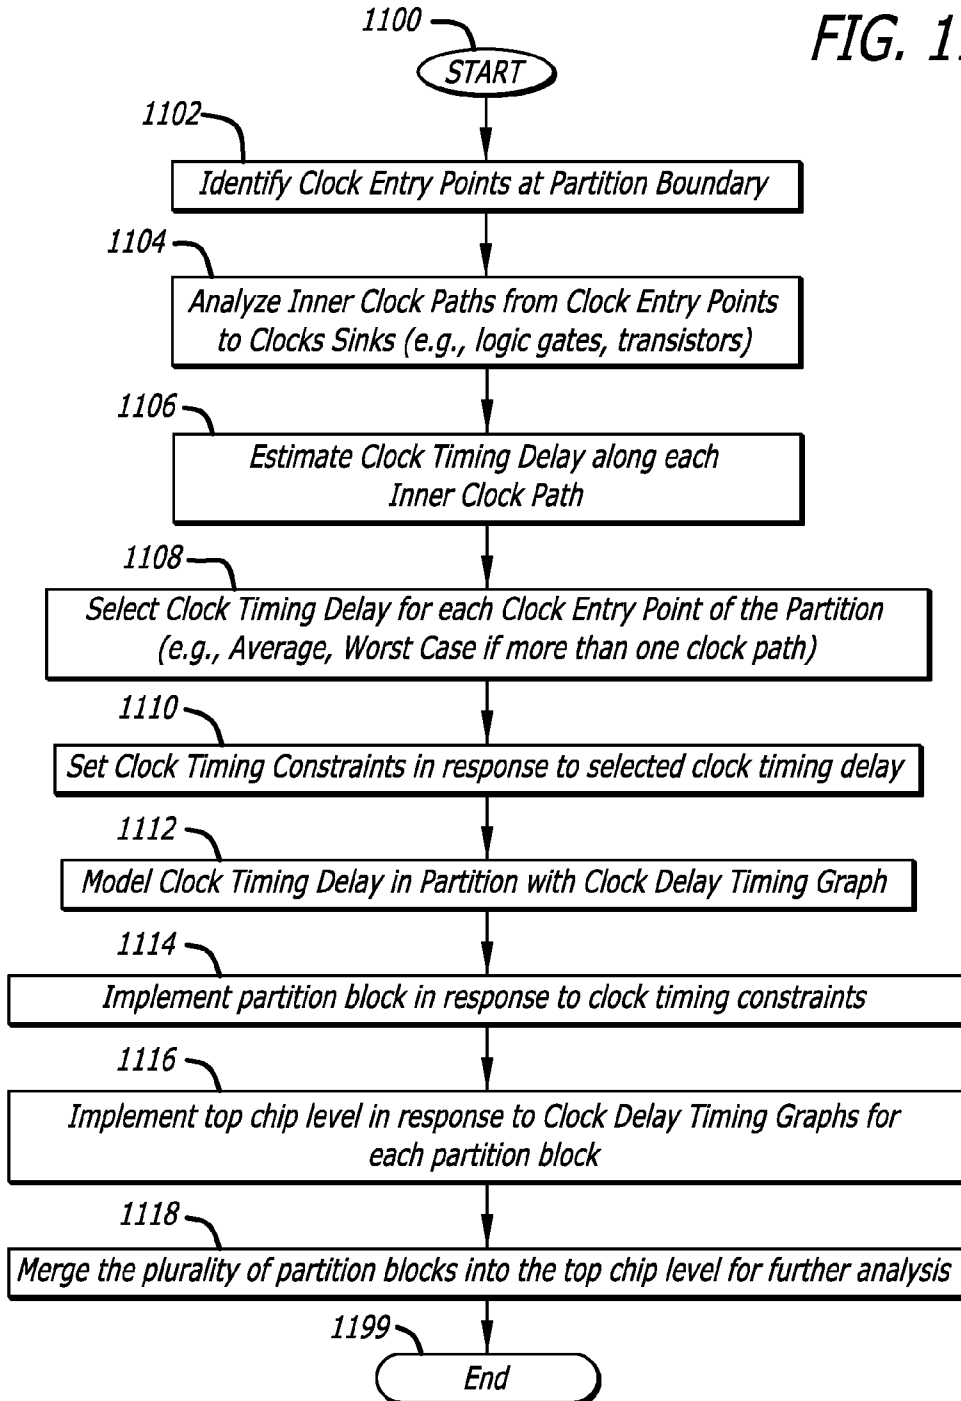 1100
FIG. 11
START
1102
Identify Clock Entry Points at Partition Boundary
1104
Analyze Inner Clock Paths from Clock Entry Points
to Clocks Sinks (e.g., logic gates, transistors)
1106
Estimate Clock Timing Delay along each
Inner Clock Path
1108
Select Clock Timing Delay for each Clock Entry Point of the Partition
(e.g., Average, Worst Case if more than one clock path)
1110
Set Clock Timing Constraints in response to selected clock timing delay
1112
Model Clock Timing Delay in Partition with Clock Delay Timing Graph
1114
Implement partition block in response to clock timing constraints
1116
Implement top chip level in response to Clock Delay Timing Graphs for
each partition block
1118
Merge the plurality of partition blocks into the top chip level for further analysis
1199
End